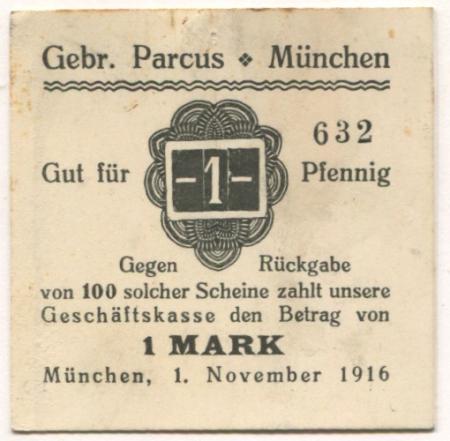 Gebr. Parcus ❖ München
632
Gut für -1- Pfennig
Gegen Rückgabe
von 100 solcher Scheine zahlt unsere
Geschäftskasse den Betrag von
1 MARK
München, 1. November 1916